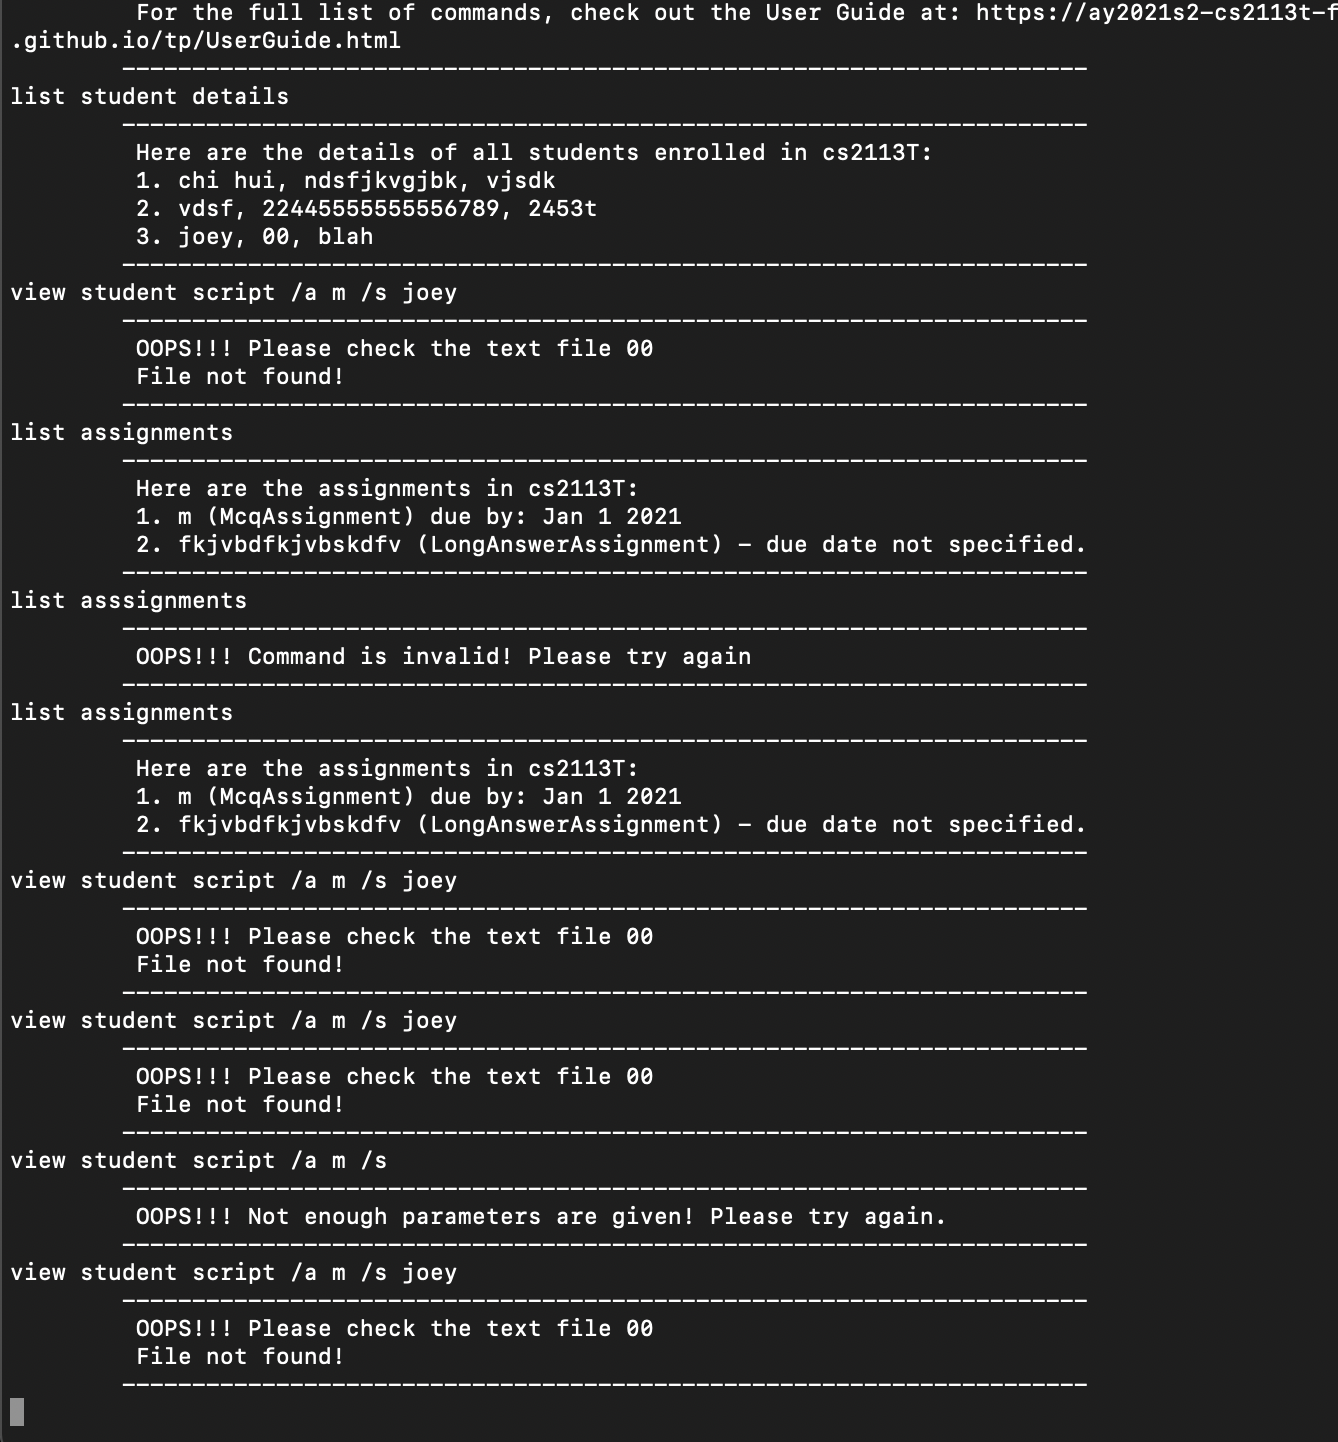 For the full list of commands, check out the User Guide at: https://ay2021s2-cs2113t-f
.github.io/tp/UserGuide.html
list student details
Here are the details of all students enrolled in cs2113T:
1. chi hui, ndsfjkvgjbk, vjsdk
2. vdsf, 22445555555556789, 2453t
3. joey, 00, blah
view student script /a m /s joey
OOPS!!! Please check the text file 00
File not found!
list assignments
Here are the assignments in cs2113T:
1. m (McqAssignment) due by: Jan 1 2021
2. fkjvbdfkjvbskdfv (LongAnswerAssignment) – due date not specified.
list asssignments
OOPS!!! Command is invalid! Please try again
list assignments
Here are the assignments in cs2113T:
1. m (McqAssignment) due by: Jan 1 2021
2. fkjvbdfkjvbskdfv (LongAnswerAssignment) – due date not specified.
view student script /a m /s joey
OOPS!!! Please check the text file 00
File not found!
view student script /a m /s joey
OOPS!!! Please check the text file 00
File not found!
view student script /a m /s
OOPS!!! Not enough parameters are given! Please try again.
view student script /a m /s joey
OOPS!!! Please check the text file 00
File not found!